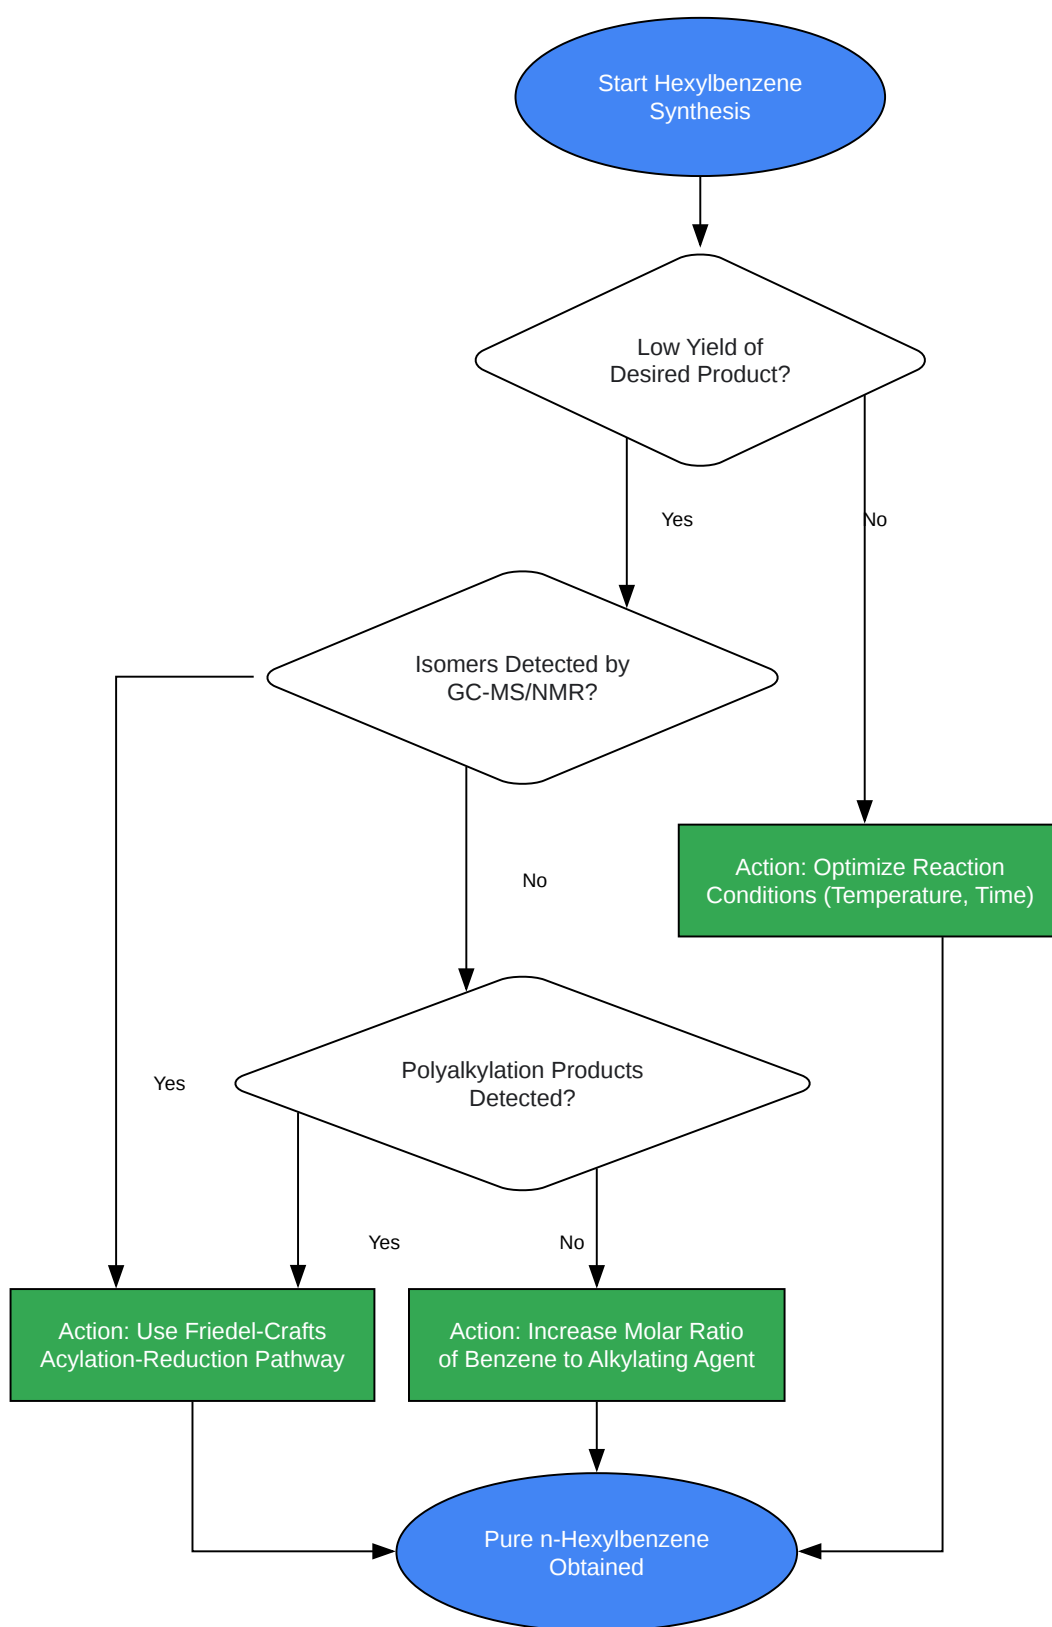 Start Hexylbenzene
Synthesis
Low Yield of
Desired Product?
Yes
No
Isomers Detected by
GC-MS/NMR?
Action: Optimize Reaction
Conditions (Temperature, Time)
No
Polyalkylation Products
Detected?
Yes
Yes
No
Action: Use Friedel-Crafts
Acylation-Reduction Pathway
Action: Increase Molar Ratio
of Benzene to Alkylating Agent
Pure n-Hexylbenzene
Obtained